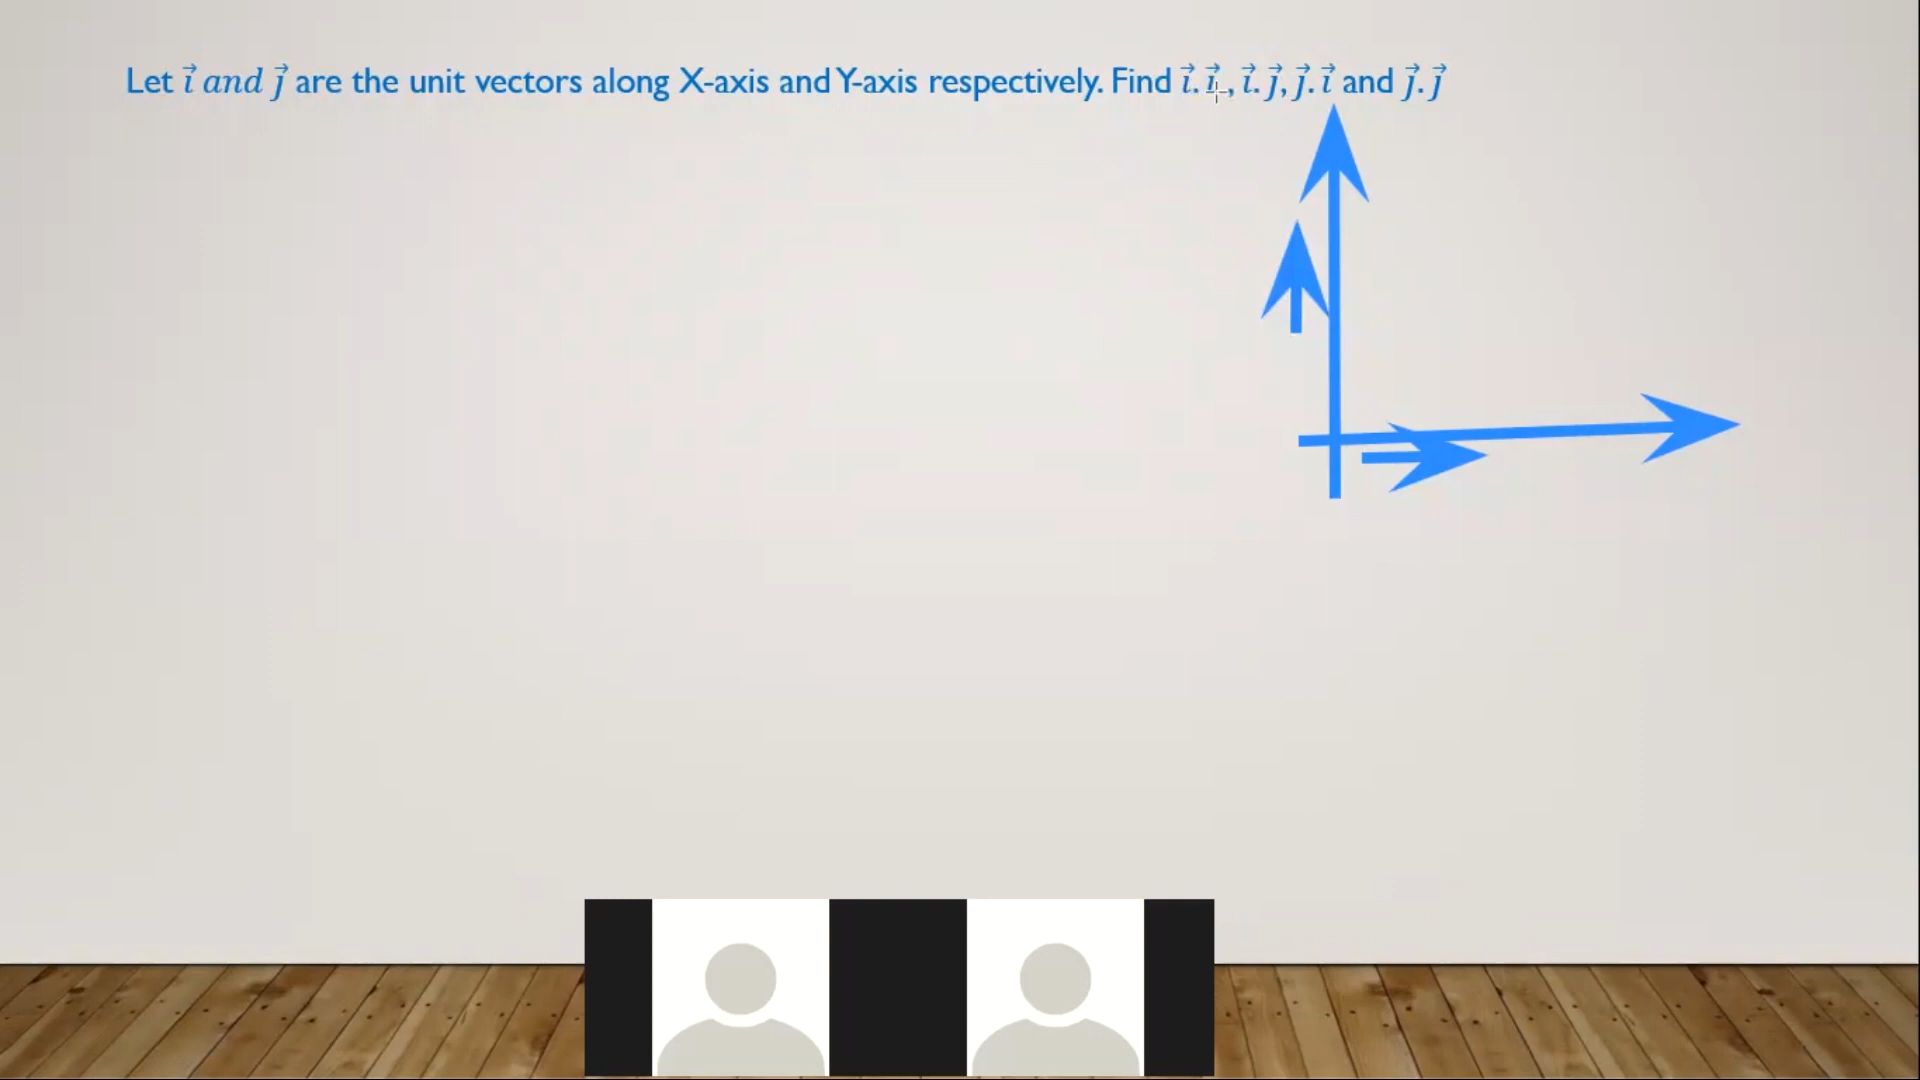 Let i⃗ and j⃗ are the unit vectors along X-axis and Y-axis respectively. Find i⃗. i⃗, i⃗. j⃗, j⃗. i⃗ and j⃗. j⃗